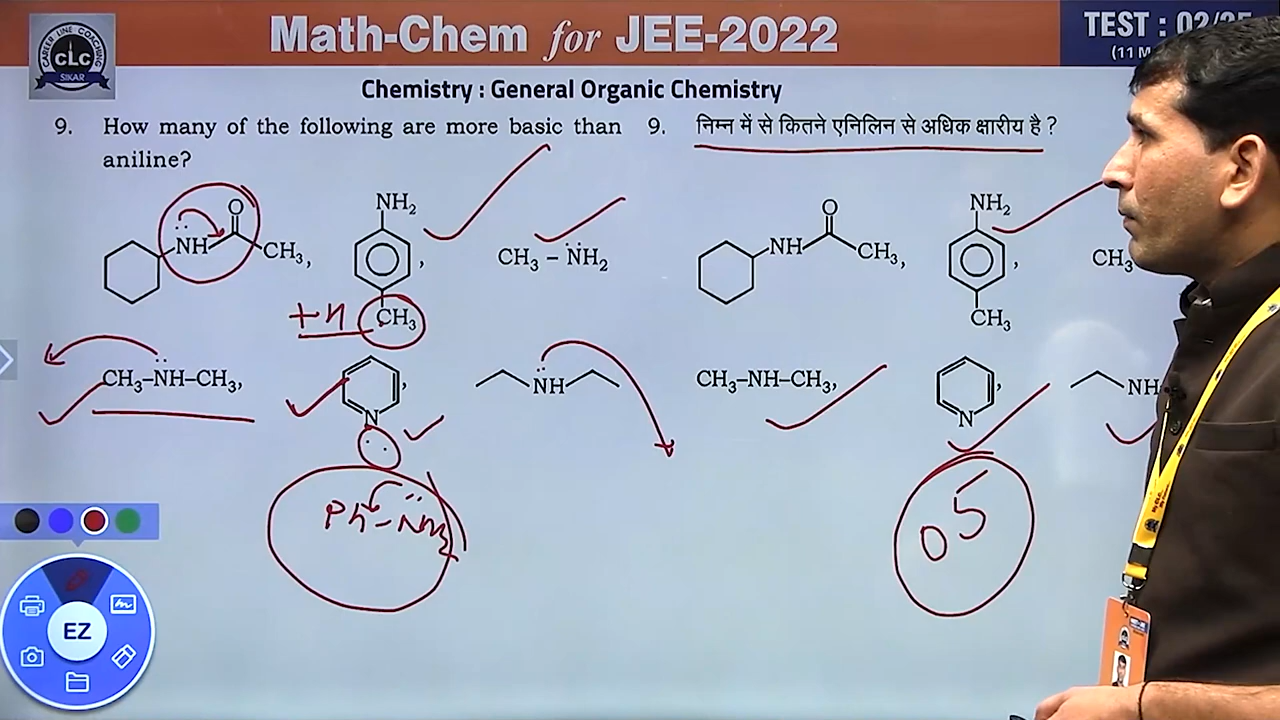 CAREER LINE COACHING
CLC
SIKAR
Math-Chem for JEE-2022
TEST : 02/25
(11 M
Chemistry : General Organic Chemistry
9. How many of the following are more basic than
aniline?
NH
O
CH₃,
NH₂
,
CH₃
+H
CH₃ – NH₂
CH₃–NH–CH₃,
N
,
NH
Ph – NH₂
9. निम्न में से कितने एनिलिन से अधिक क्षारीय है ?
NH
O
CH₃,
NH₂
,
CH₃
CH₃
CH₃–NH–CH₃,
N
,
NH
05
EZ